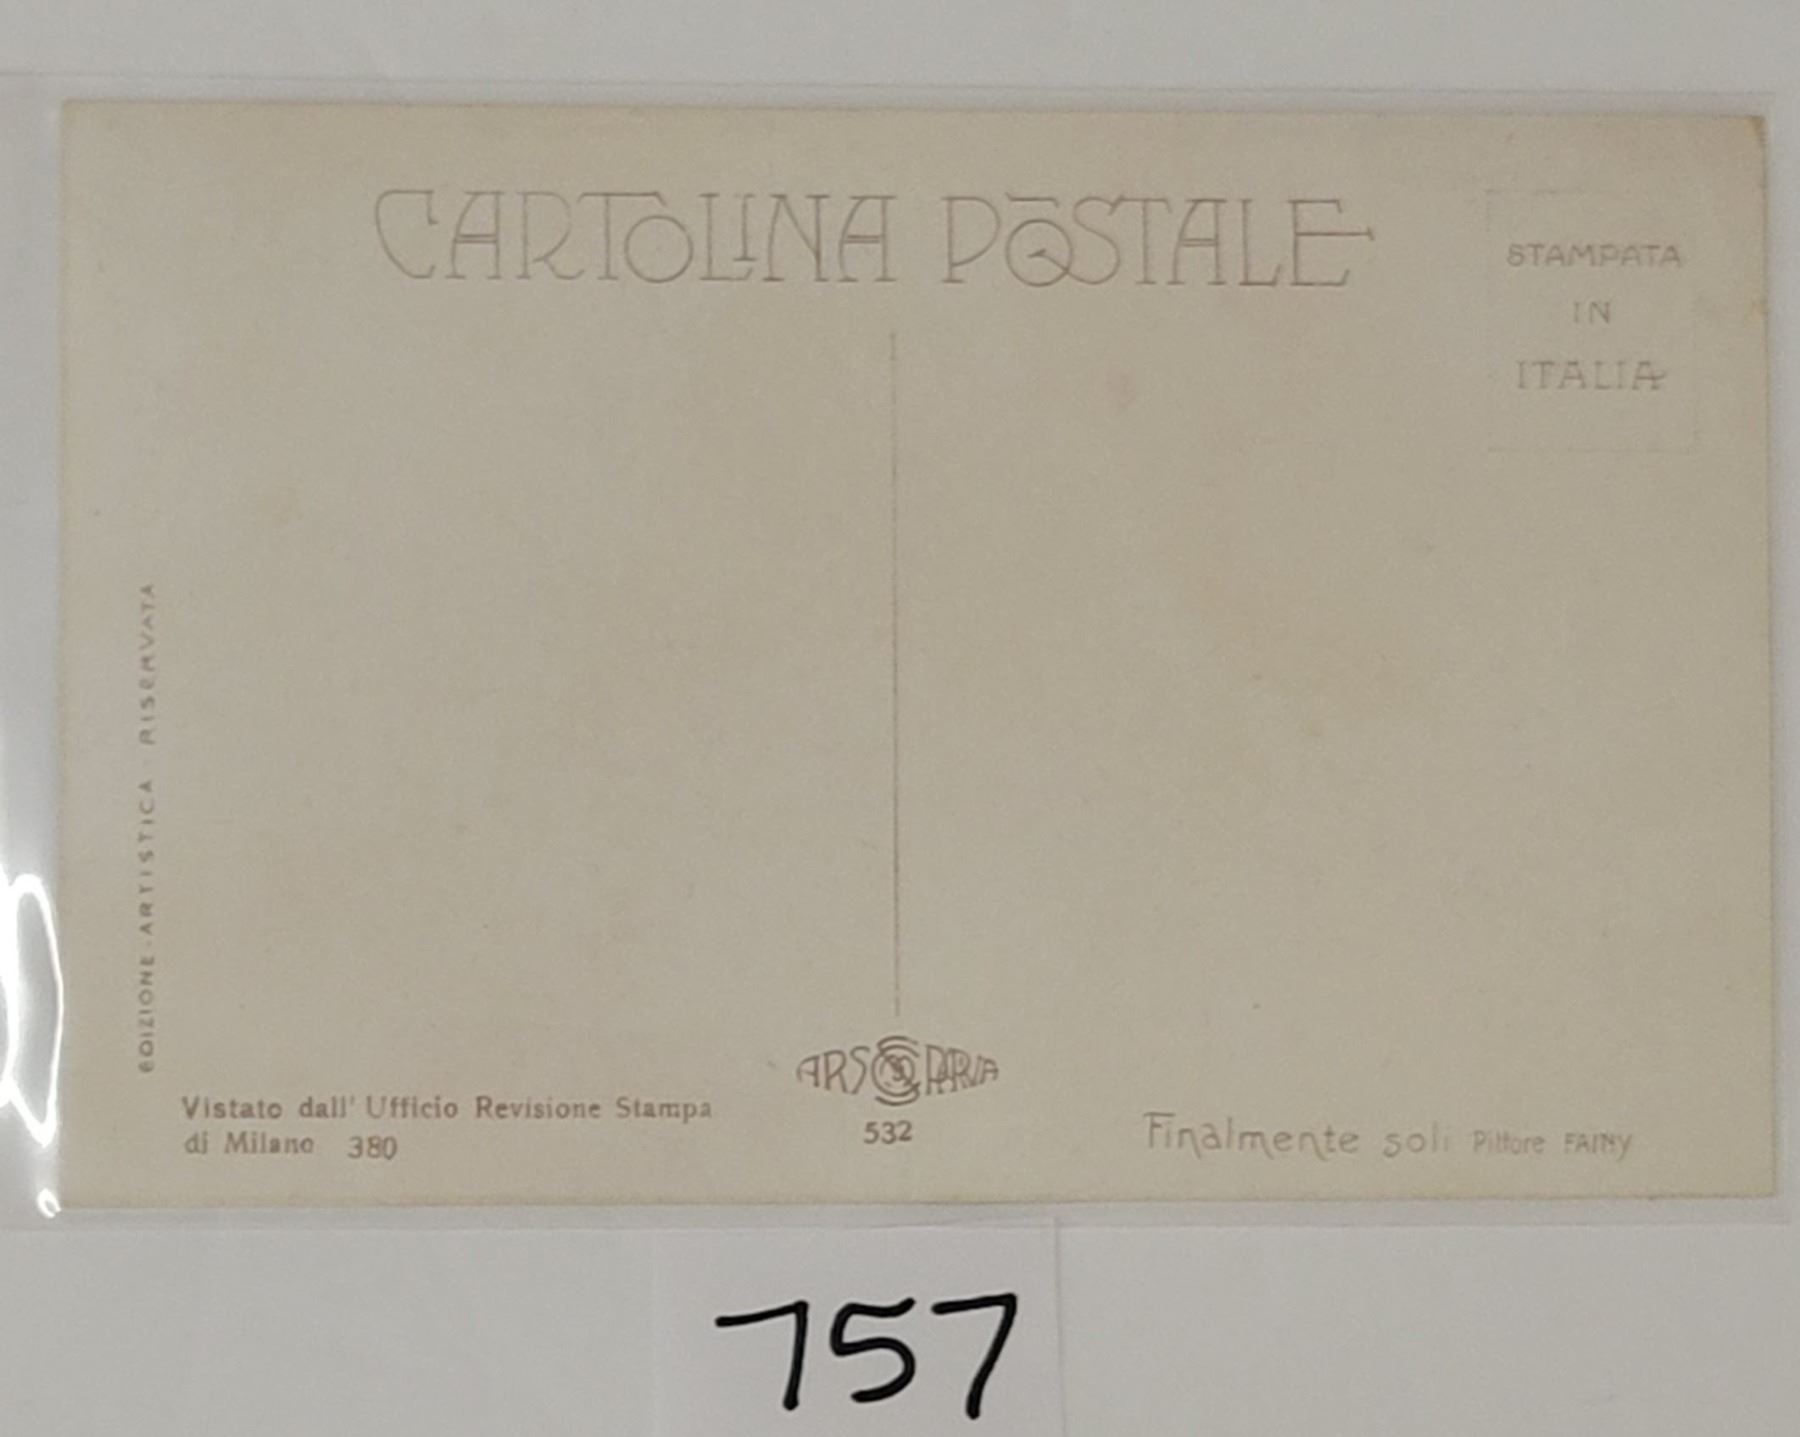 CARTOLINA POSTALE
STAMPATA
IN
ITALIA
EDIZIONE-ARTISTICA - RISERVATA
Vistato dall' Ufficio Revisione Stampa
di Milano 380
ARS PARVA
532
Finalmente soli Pittore FAINY
757